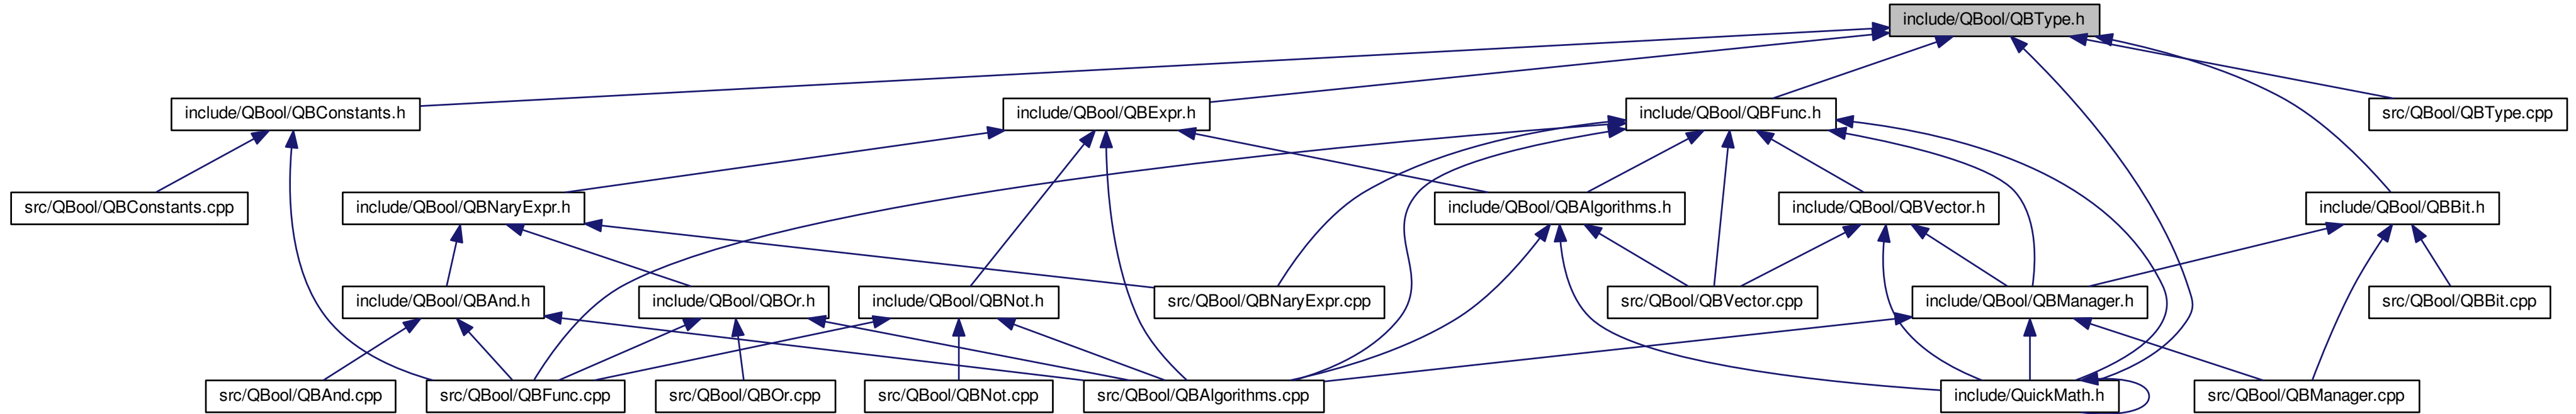 include/QBool/QBType.h
include/QBool/QBConstants.h
include/QBool/QBExpr.h
include/QBool/QBFunc.h
src/QBool/QBType.cpp
src/QBool/QBConstants.cpp
include/QBool/QBNaryExpr.h
include/QBool/QBAlgorithms.h
include/QBool/QBVector.h
include/QBool/QBBit.h
include/QBool/QBAnd.h
include/QBool/QBOr.h
include/QBool/QBNot.h
src/QBool/QBNaryExpr.cpp
src/QBool/QBVector.cpp
include/QBool/QBManager.h
src/QBool/QBBit.cpp
src/QBool/QBAnd.cpp
src/QBool/QBFunc.cpp
src/QBool/QBOr.cpp
src/QBool/QBNot.cpp
src/QBool/QBAlgorithms.cpp
include/QuickMath.h
src/QBool/QBManager.cpp